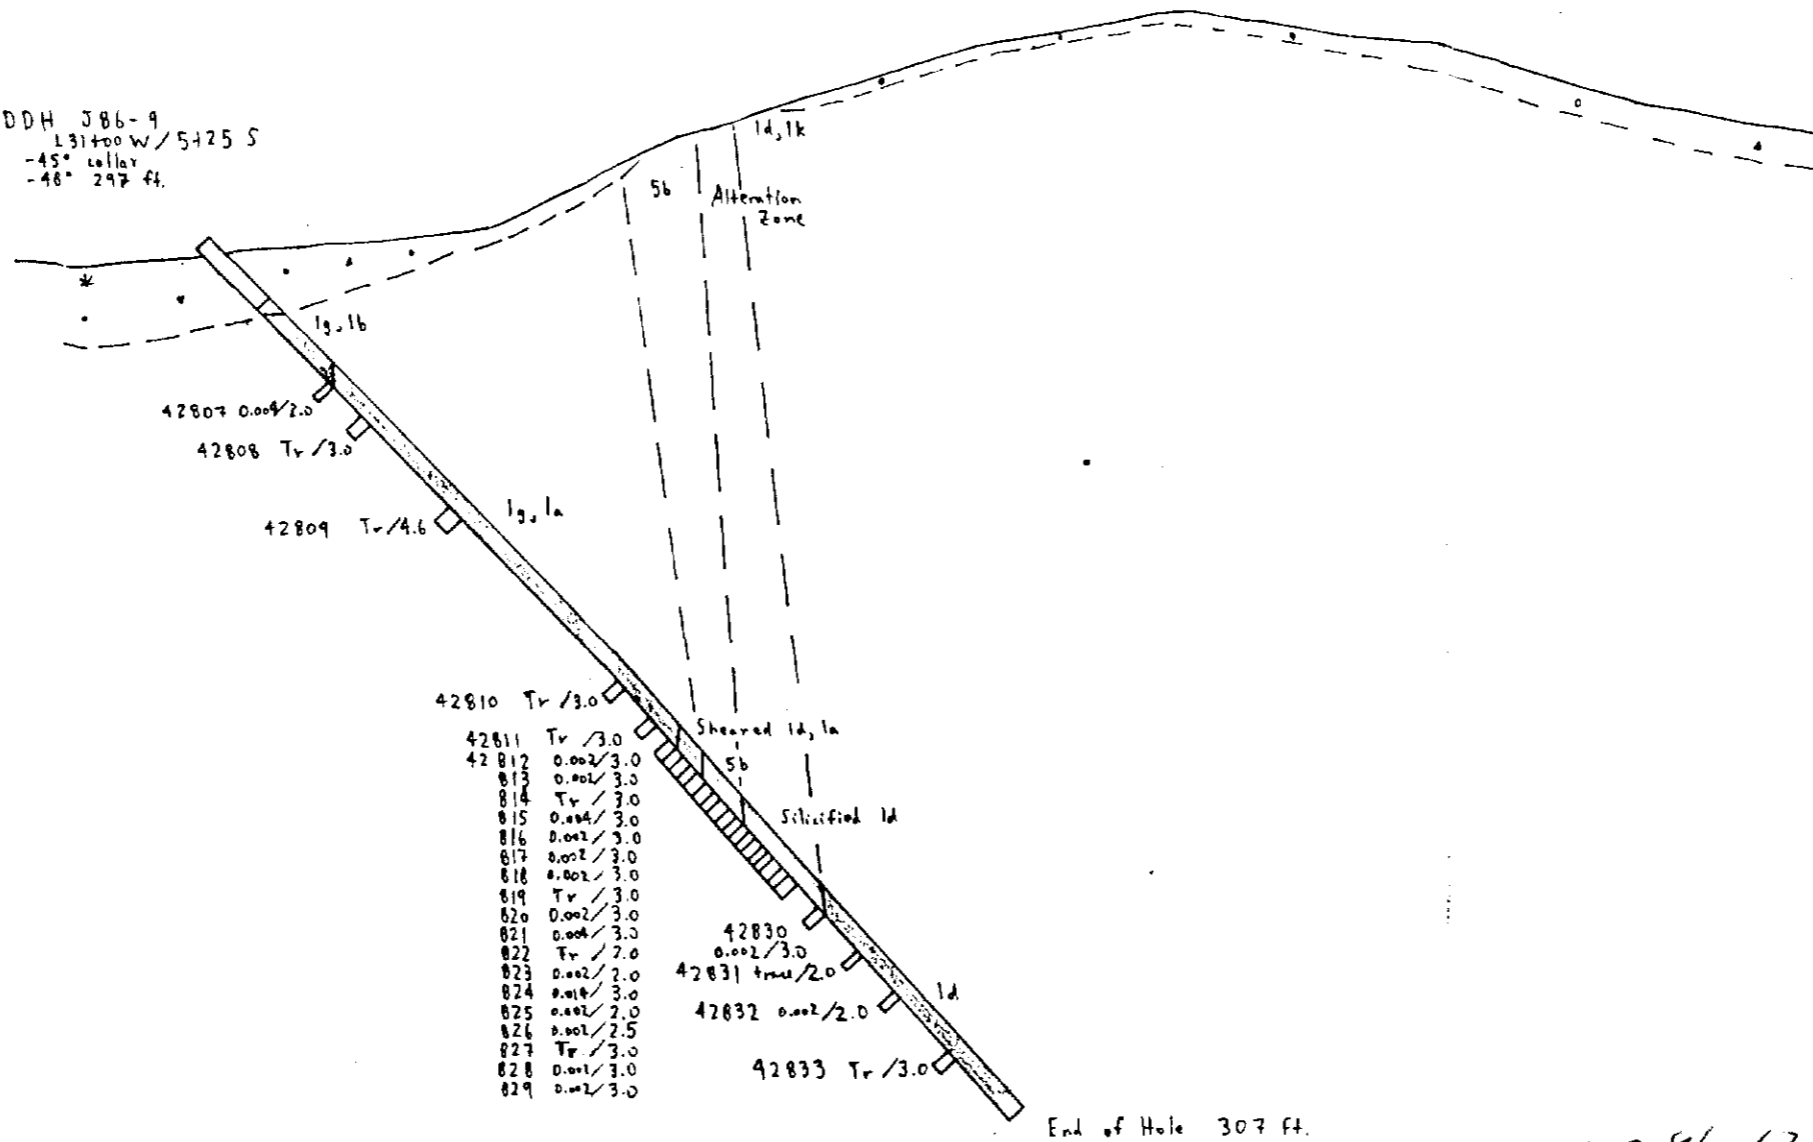 DDH J86-9
L31+00 W / 5+25 S
-45° collar
-48° 297 ft.
1d, 1k
5b
Alteration
Zone
1g, 1b
42807 0.004/2.0
42808 Tr /3.0
42809 Tr/4.6
1g, 1a
42810 Tr /3.0
Sheared 1d, 1a
5b
Silicified 1d
42811 Tr /3.0
42812 0.002/3.0
813 0.002/3.0
814 Tr / 3.0
815 0.004/ 3.0
816 0.002/ 3.0
817 0.002/ 3.0
818 0.002/ 3.0
819 Tr / 3.0
820 0.002/ 3.0
821 0.004/ 3.0
822 Tr / 2.0
823 0.002/ 2.0
824 0.014/ 3.0
825 0.002/ 2.0
826 0.002/ 2.5
827 Tr / 3.0
828 0.002/ 3.0
829 0.002/ 3.0
42830
0.002/3.0
42831 trace/2.0
42832 0.002/2.0
42833 Tr /3.0
1d
End of Hole 307 ft.